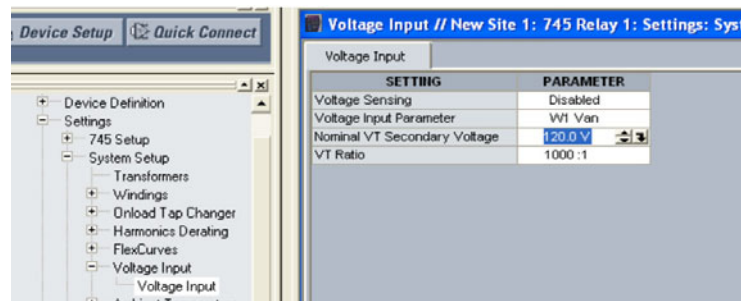 Device Setup
Quick Connect
Device Definition
Settings
745 Setup
System Setup
Transformers
Windings
Onload Tap Changer
Harmonics Derating
FlexCurves
Voltage Input
Voltage Input
Voltage Input // New Site 1: 745 Relay 1: Settings: Sys
Voltage Input
SETTING PARAMETER
Voltage Sensing Disabled
Voltage Input Parameter W1 Van
Nominal VT Secondary Voltage 120.0 V
VT Ratio 1000 :1